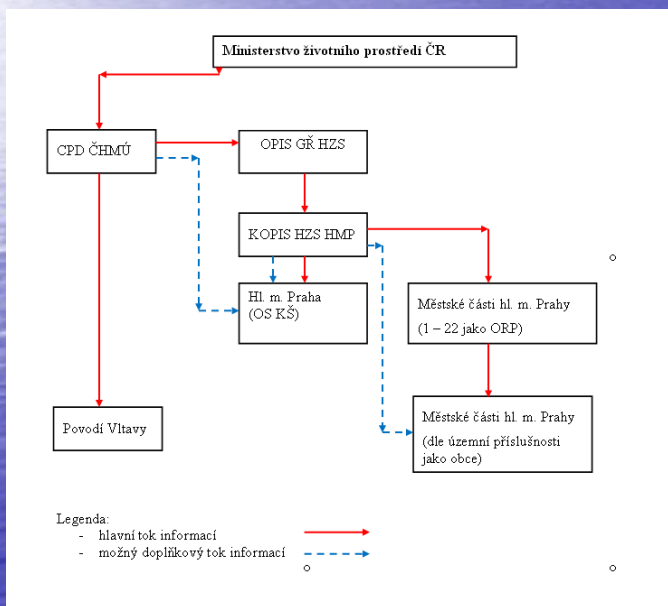 Ministerstvo životního prostředí ČR
CPD ČHMÚ
OPIS GŘ HZS
KOPIS HZS HMP
Hl. m. Praha
(OS KŠ)
Městské části hl. m. Prahy
(1 – 22 jako ORP)
Povodí Vltavy
Městské části hl. m. Prahy
(dle územní příslušnosti
jako obce)
Legenda:
- hlavní tok informací
- možný doplňkový tok informací